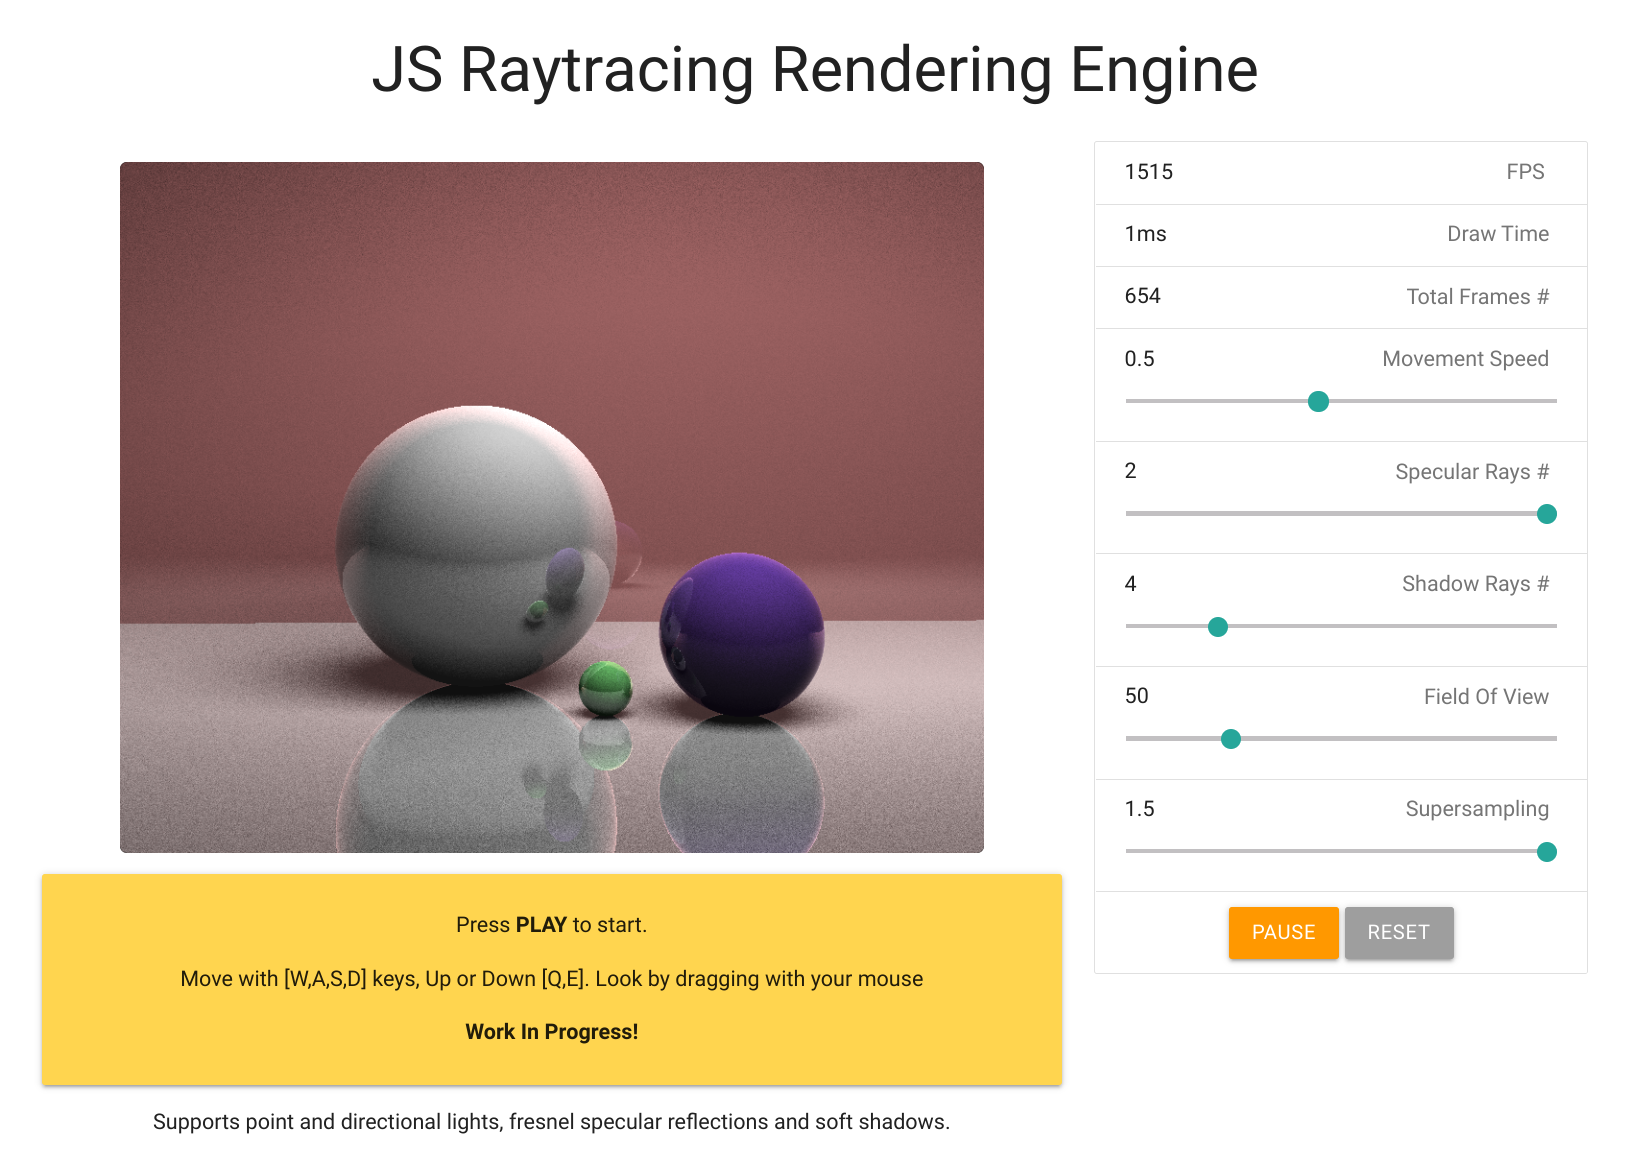 JS Raytracing Rendering Engine
1515 FPS
1ms Draw Time
654 Total Frames #
0.5 Movement Speed
2 Specular Rays #
4 Shadow Rays #
50 Field Of View
1.5 Supersampling
PAUSE RESET
Press PLAY to start.
Move with [W,A,S,D] keys, Up or Down [Q,E]. Look by dragging with your mouse
Work In Progress!
Supports point and directional lights, fresnel specular reflections and soft shadows.